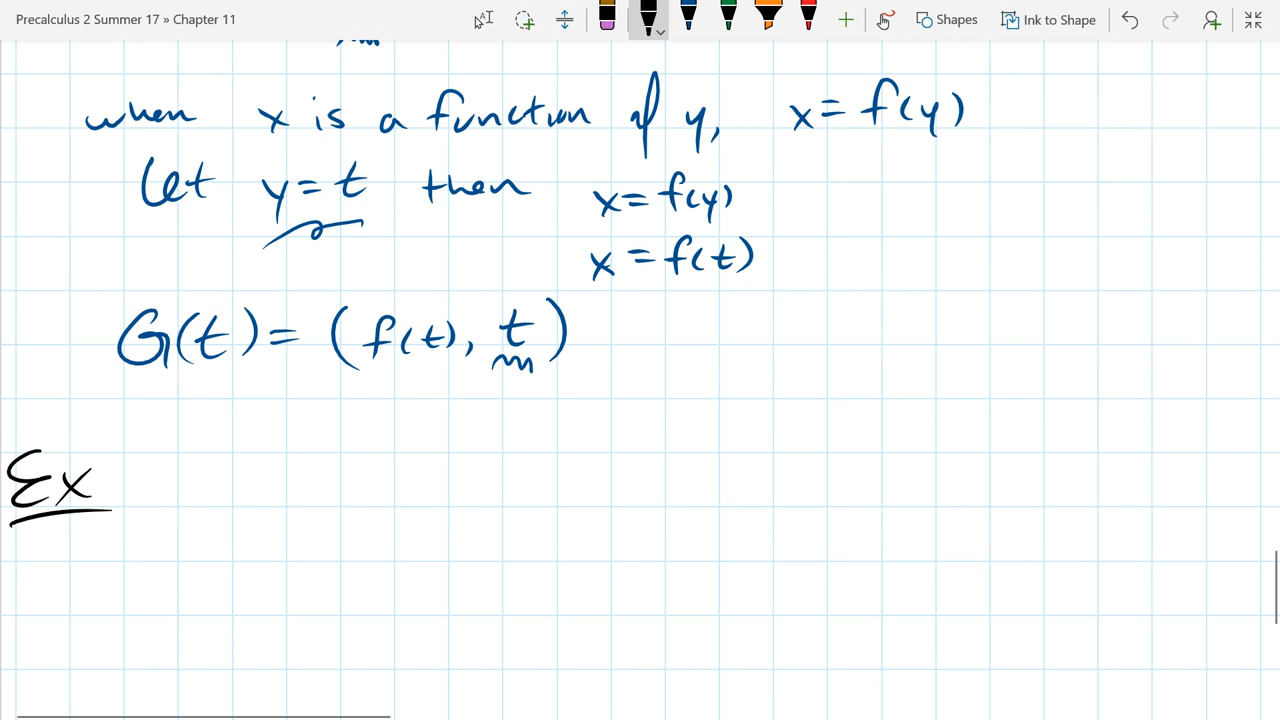 Precalculus 2 Summer 17 » Chapter 11
Shapes
Ink to Shape
when x is a function of y, x = f(y)
Let y = t then x = f(y)
x = f(t)
G(t) = (f(t), t)
Ex